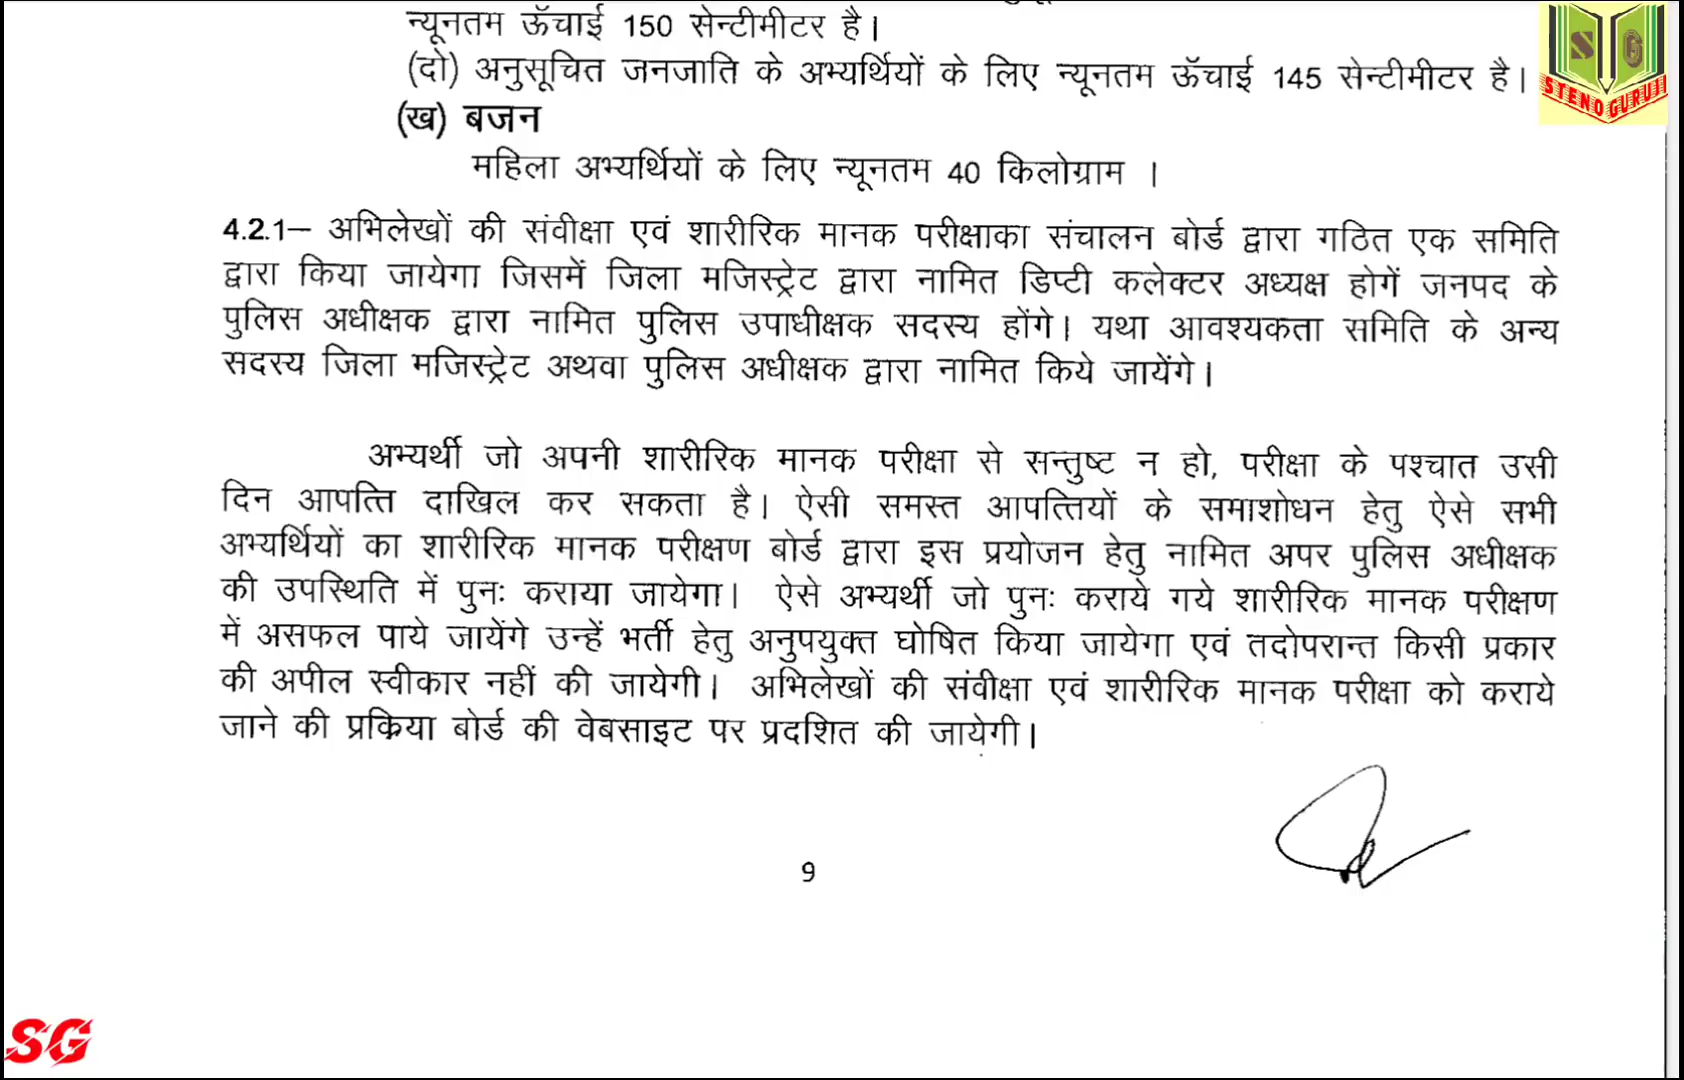 न्यूनतम ऊॅचाई 150 सेन्टीमीटर है।
(दो) अनुसूचित जनजाति के अभ्यर्थियों के लिए न्यूनतम ऊॅचाई 145 सेन्टीमीटर है।
(ख) बजन
महिला अभ्यर्थियों के लिए न्यूनतम 40 किलोग्राम ।
4.2.1– अभिलेखों की संवीक्षा एवं शारीरिक मानक परीक्षाका संचालन बोर्ड द्वारा गठित एक समिति
द्वारा किया जायेगा जिसमें जिला मजिस्ट्रेट द्वारा नामित डिप्टी कलेक्टर अध्यक्ष होगें जनपद के
पुलिस अधीक्षक द्वारा नामित पुलिस उपाधीक्षक सदस्य होंगे। यथा आवश्यकता समिति के अन्य
सदस्य जिला मजिस्ट्रेट अथवा पुलिस अधीक्षक द्वारा नामित किये जायेंगे।
अभ्यर्थी जो अपनी शारीरिक मानक परीक्षा से सन्तुष्ट न हो, परीक्षा के पश्चात उसी
दिन आपत्ति दाखिल कर सकता है। ऐसी समस्त आपत्तियों के समाशोधन हेतु ऐसे सभी
अभ्यर्थियों का शारीरिक मानक परीक्षण बोर्ड द्वारा इस प्रयोजन हेतु नामित अपर पुलिस अधीक्षक
की उपस्थिति में पुनः कराया जायेगा। ऐसे अभ्यर्थी जो पुनः कराये गये शारीरिक मानक परीक्षण
में असफल पाये जायेंगे उन्हें भर्ती हेतु अनुपयुक्त घोषित किया जायेगा एवं तदोपरान्त किसी प्रकार
की अपील स्वीकार नहीं की जायेगी। अभिलेखों की संवीक्षा एवं शारीरिक मानक परीक्षा को कराये
जाने की प्रकिया बोर्ड की वेबसाइट पर प्रदशित की जायेगी।
9
S G
STENO GURUJI
SG